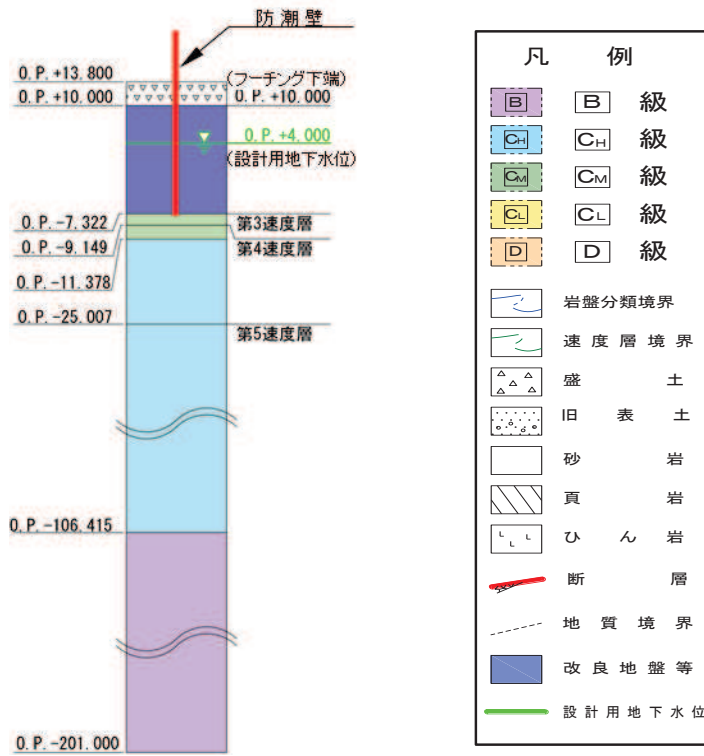 防潮壁
O.P.+13.800
(フーチング下端)
O.P.+10.000
O.P.+10.000
O.P.+4.000
(設計用地下水位)
O.P.-7.322
第3速度層
O.P.-9.149
第4速度層
O.P.-11.378
O.P.-25.007
第5速度層
O.P.-106.415
O.P.-201.000
凡 例
B B 級
CH CH 級
CM CM 級
CL CL 級
D D 級
岩盤分類境界
速度層境界
盛土
旧表土
砂岩
頁岩
ひん岩
断層
地質境界
改良地盤等
設計用地下水位